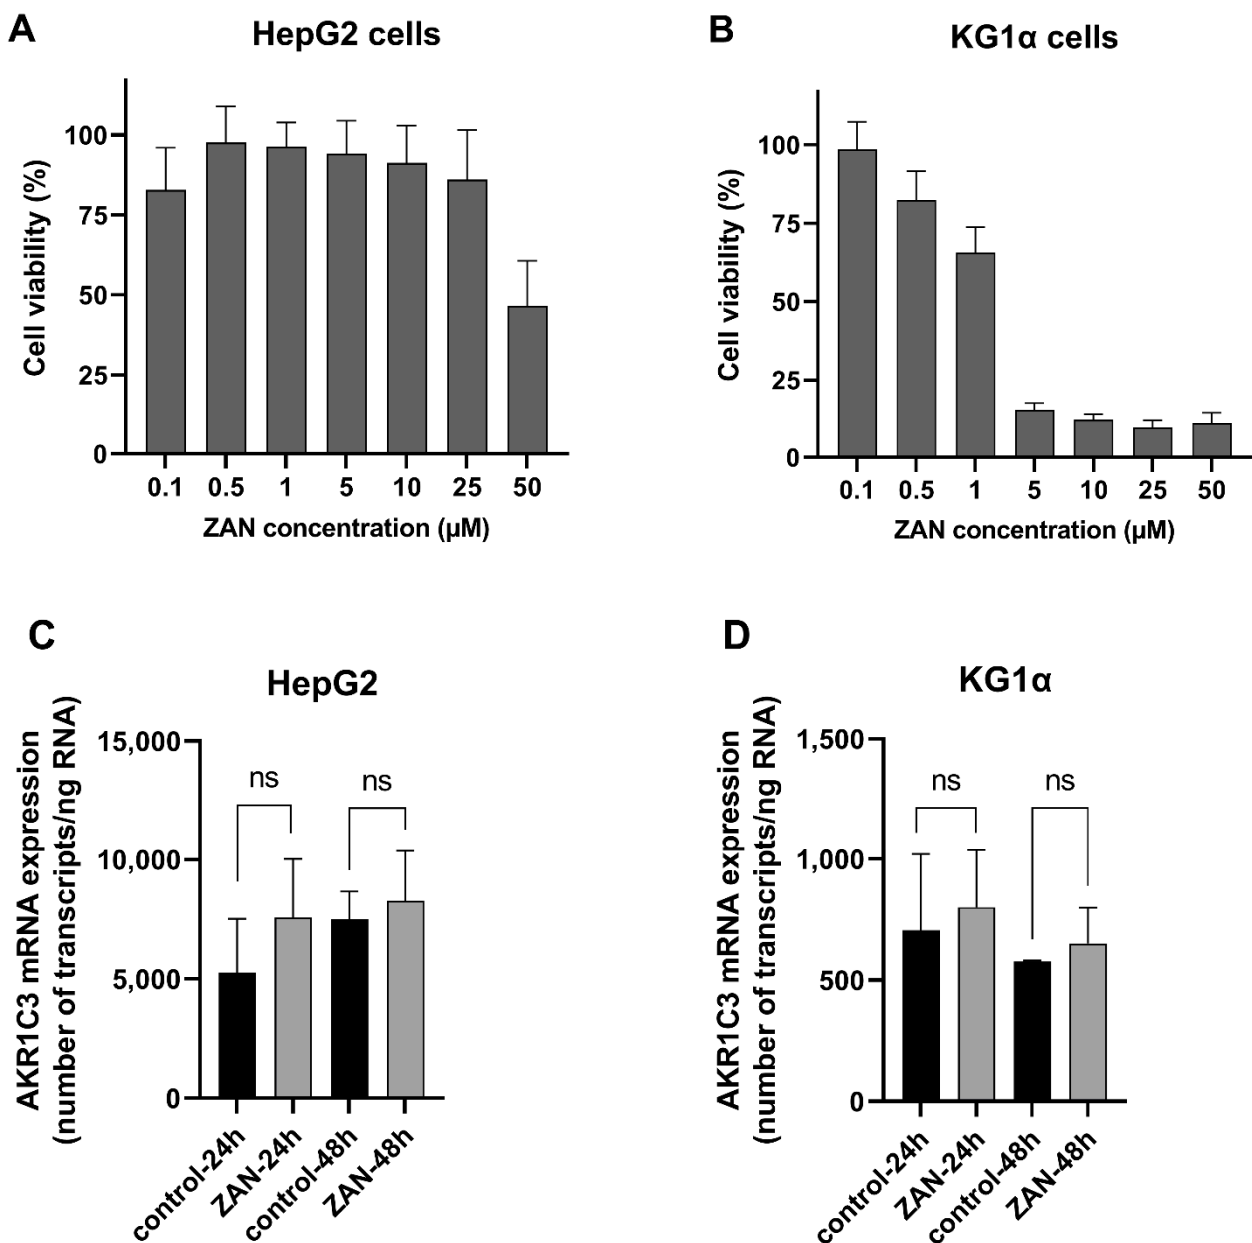 A
HepG2 cells
Cell viability (%)
100
75
50
25
0
0.1 0.5 1 5 10 25 50
ZAN concentration (µM)
B
KG1α cells
Cell viability (%)
100
75
50
25
0
0.1 0.5 1 5 10 25 50
ZAN concentration (µM)
C
HepG2
AKR1C3 mRNA expression
(number of transcripts/ng RNA)
15,000
10,000
5,000
0
ns ns
control-24h
ZAN-24h
control-48h
ZAN-48h
D
KG1α
AKR1C3 mRNA expression
(number of transcripts/ng RNA)
1,500
1,000
500
0
ns ns
control-24h
ZAN-24h
control-48h
ZAN-48h